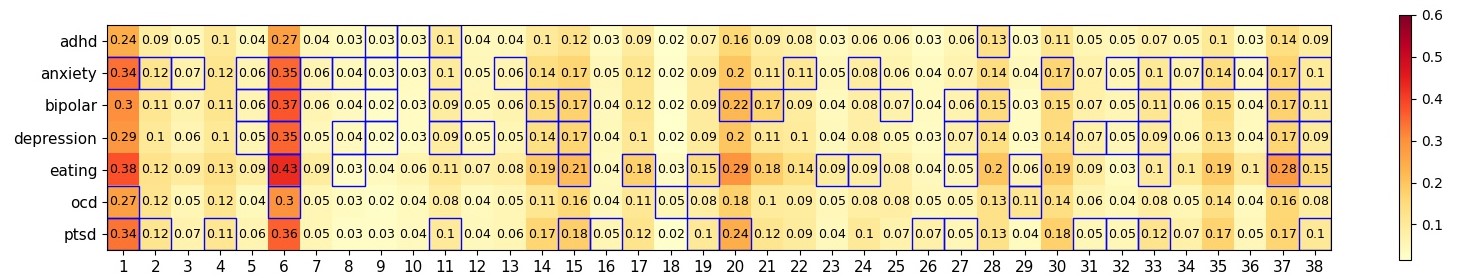 adhd 0.24 0.09 0.05 0.1 0.04 0.27 0.04 0.03 0.03 0.03 0.1 0.04 0.04 0.1 0.12 0.03 0.09 0.02 0.07 0.16 0.09 0.08 0.03 0.06 0.06 0.03 0.06 0.13 0.03 0.11 0.05 0.05 0.07 0.05 0.1 0.03 0.14 0.09
anxiety 0.34 0.12 0.07 0.12 0.06 0.35 0.06 0.04 0.03 0.03 0.1 0.05 0.06 0.14 0.17 0.05 0.12 0.02 0.09 0.2 0.11 0.11 0.05 0.08 0.06 0.04 0.07 0.14 0.04 0.17 0.07 0.05 0.1 0.07 0.14 0.04 0.17 0.1
bipolar 0.3 0.11 0.07 0.11 0.06 0.37 0.06 0.04 0.02 0.03 0.09 0.05 0.06 0.15 0.17 0.04 0.12 0.02 0.09 0.22 0.17 0.09 0.04 0.08 0.07 0.04 0.06 0.15 0.03 0.15 0.07 0.05 0.11 0.06 0.15 0.04 0.17 0.11
depression 0.29 0.1 0.06 0.1 0.05 0.35 0.05 0.04 0.02 0.03 0.09 0.05 0.05 0.14 0.17 0.04 0.1 0.02 0.09 0.2 0.11 0.1 0.04 0.08 0.05 0.03 0.07 0.14 0.03 0.14 0.07 0.05 0.09 0.06 0.13 0.04 0.17 0.09
eating 0.38 0.12 0.09 0.13 0.09 0.43 0.09 0.03 0.04 0.06 0.11 0.07 0.08 0.19 0.21 0.04 0.18 0.03 0.15 0.29 0.18 0.14 0.09 0.09 0.08 0.04 0.05 0.2 0.06 0.19 0.09 0.03 0.1 0.1 0.19 0.1 0.28 0.15
ocd 0.27 0.12 0.05 0.12 0.04 0.3 0.05 0.03 0.02 0.04 0.08 0.04 0.05 0.11 0.16 0.04 0.11 0.05 0.08 0.18 0.1 0.09 0.05 0.08 0.08 0.05 0.05 0.13 0.11 0.14 0.06 0.04 0.08 0.05 0.14 0.04 0.16 0.08
ptsd 0.34 0.12 0.07 0.11 0.06 0.36 0.05 0.03 0.03 0.04 0.1 0.04 0.06 0.17 0.18 0.05 0.12 0.02 0.1 0.24 0.12 0.09 0.04 0.1 0.07 0.07 0.05 0.13 0.04 0.18 0.05 0.05 0.12 0.07 0.17 0.05 0.17 0.1
1 2 3 4 5 6 7 8 9 10 11 12 13 14 15 16 17 18 19 20 21 22 23 24 25 26 27 28 29 30 31 32 33 34 35 36 37 38
0.6
0.5
0.4
0.3
0.2
0.1